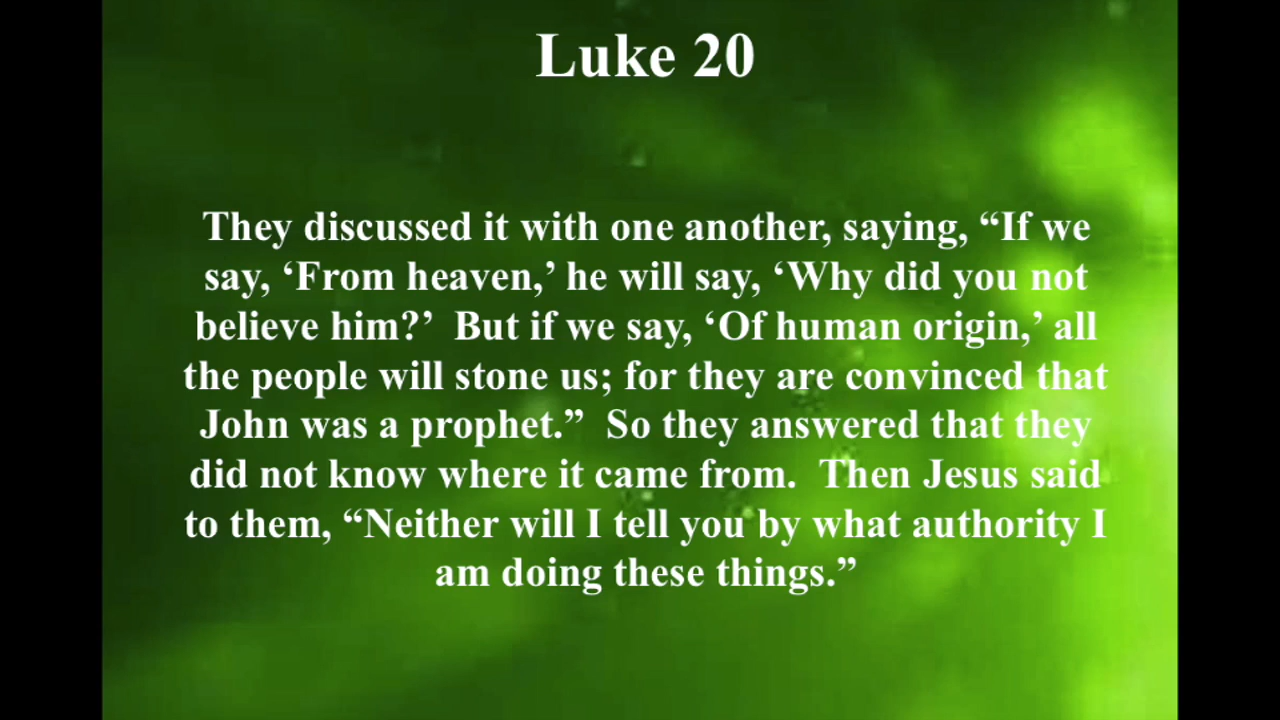 Luke 20
They discussed it with one another, saying, “If we
say, ‘From heaven,’ he will say, ‘Why did you not
believe him?’  But if we say, ‘Of human origin,’ all
the people will stone us; for they are convinced that
John was a prophet.”  So they answered that they
did not know where it came from.  Then Jesus said
to them, “Neither will I tell you by what authority I
am doing these things.”